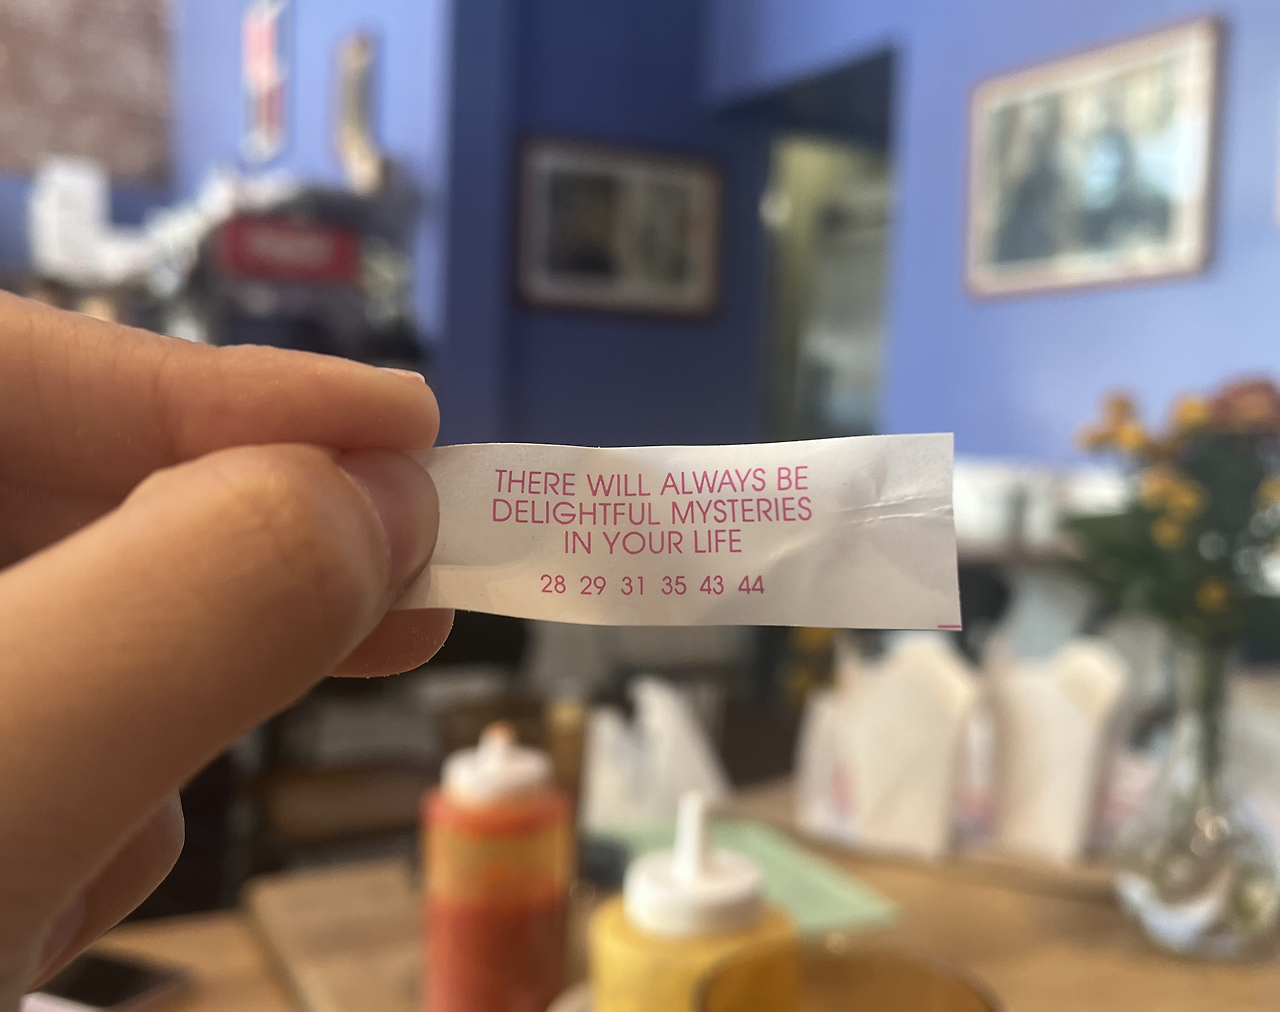 THERE WILL ALWAYS BE
DELIGHTFUL MYSTERIES
IN YOUR LIFE
28 29 31 35 43 44